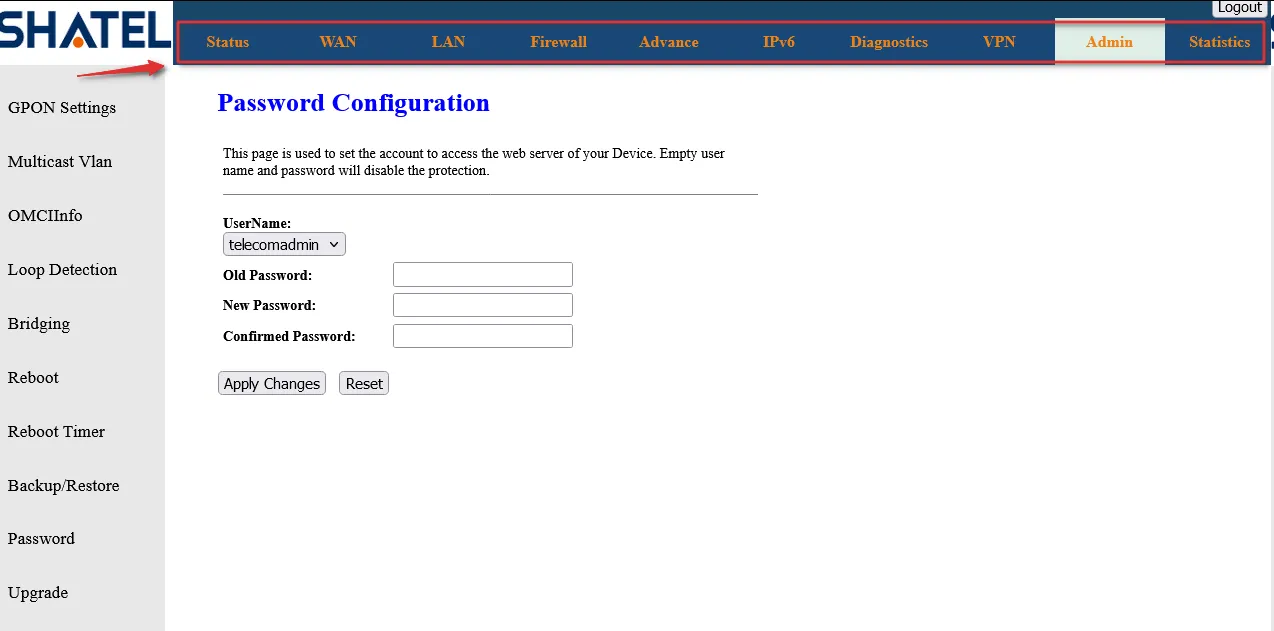 SHATEL
Logout
Status WAN LAN Firewall Advance IPv6 Diagnostics VPN Admin Statistics
GPON Settings
Multicast Vlan
OMCIInfo
Loop Detection
Bridging
Reboot
Reboot Timer
Backup/Restore
Password
Upgrade
Password Configuration
This page is used to set the account to access the web server of your Device. Empty user
name and password will disable the protection.
UserName:
telecomadmin
Old Password:
New Password:
Confirmed Password:
Apply Changes Reset